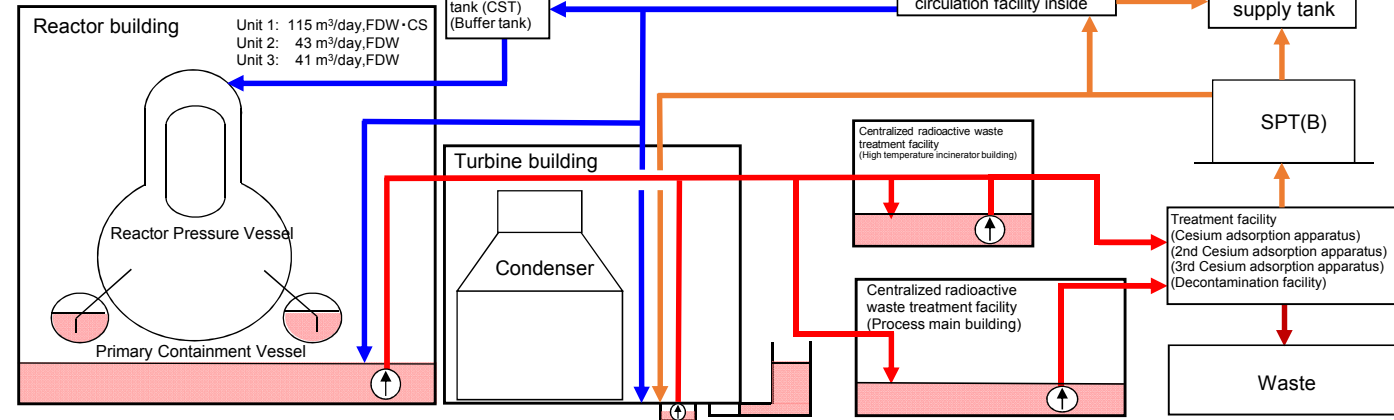 tank (CST)
(Buffer tank)
circulation facility inside
supply tank
Reactor building
Unit 1: 115 m³/day,FDW・CS
Unit 2: 43 m³/day,FDW
Unit 3: 41 m³/day,FDW
SPT(B)
Centralized radioactive waste
treatment facility
(High temperature incinerator building)
Turbine building
Reactor Pressure Vessel
Condenser
Treatment facility
(Cesium adsorption apparatus)
(2nd Cesium adsorption apparatus)
(3rd Cesium adsorption apparatus)
(Decontamination facility)
Centralized radioactive
waste treatment facility
(Process main building)
Primary Containment Vessel
Waste